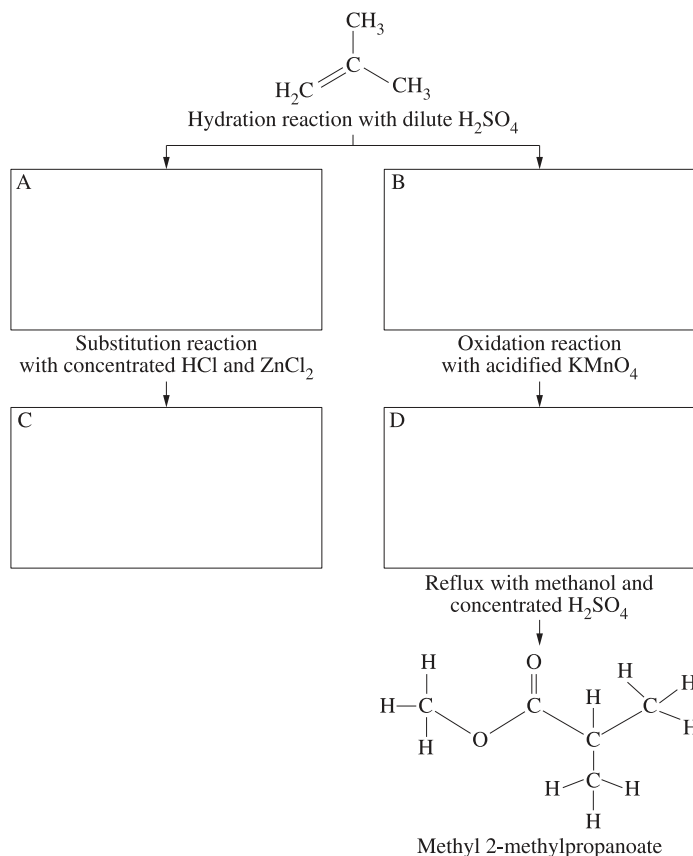 CH₃
C
H₂C
CH₃
Hydration reaction with dilute H₂SO₄
A
B
Substitution reaction
with concentrated HCl and ZnCl₂
Oxidation reaction
with acidified KMnO₄
C
D
Reflux with methanol and
concentrated H₂SO₄
H O H H
H C C H C H
H O C
H C H
H
Methyl 2-methylpropanoate